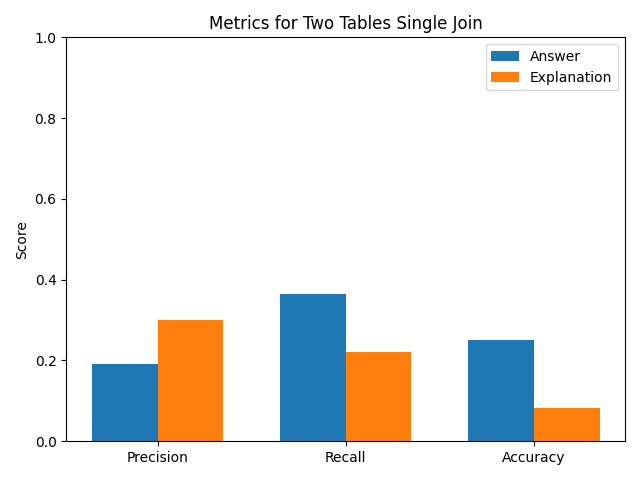 Metrics for Two Tables Single Join
1.0
0.8
0.6
0.4
0.2
0.0
Score
Answer
Explanation
Precision Recall Accuracy